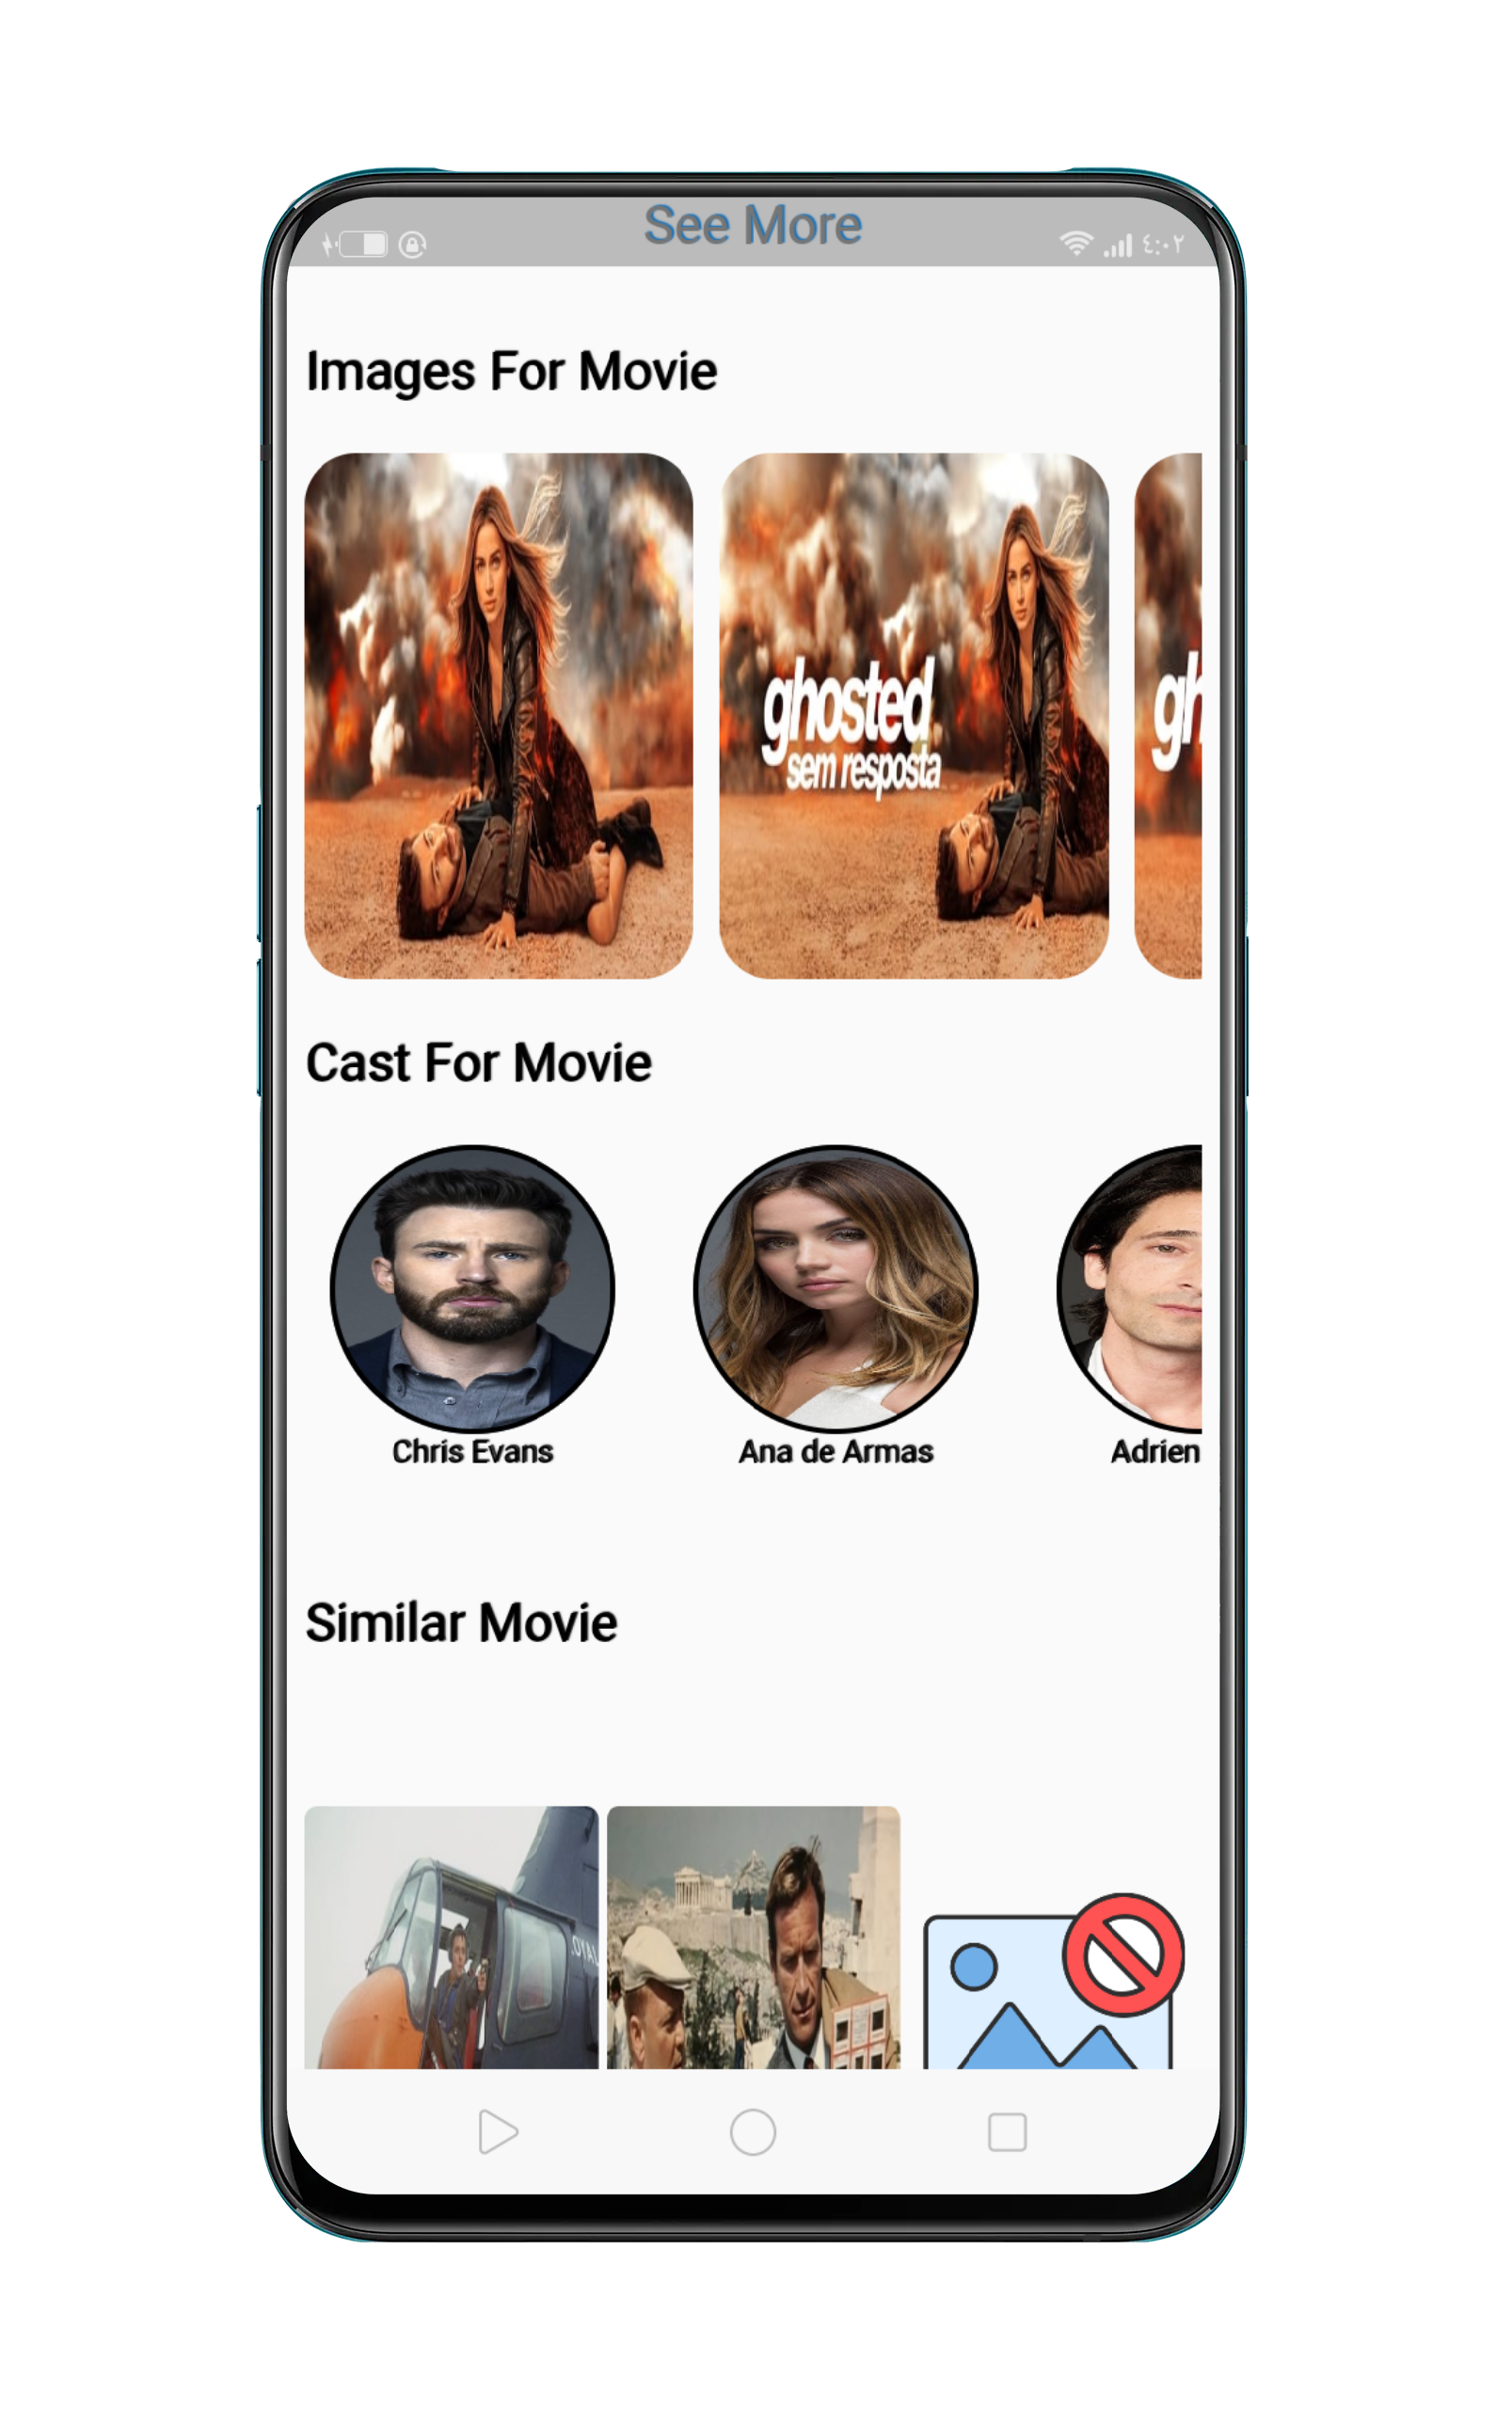 See More
٤:٠٢
Images For Movie
ghosted
sem resposta
gh
Cast For Movie
Chris Evans
Ana de Armas
Adrien
Similar Movie
OYAL